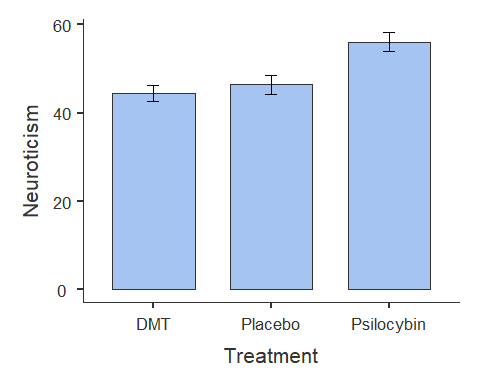 60
40
20
0
Neuroticism
DMT
Placebo
Psilocybin
Treatment